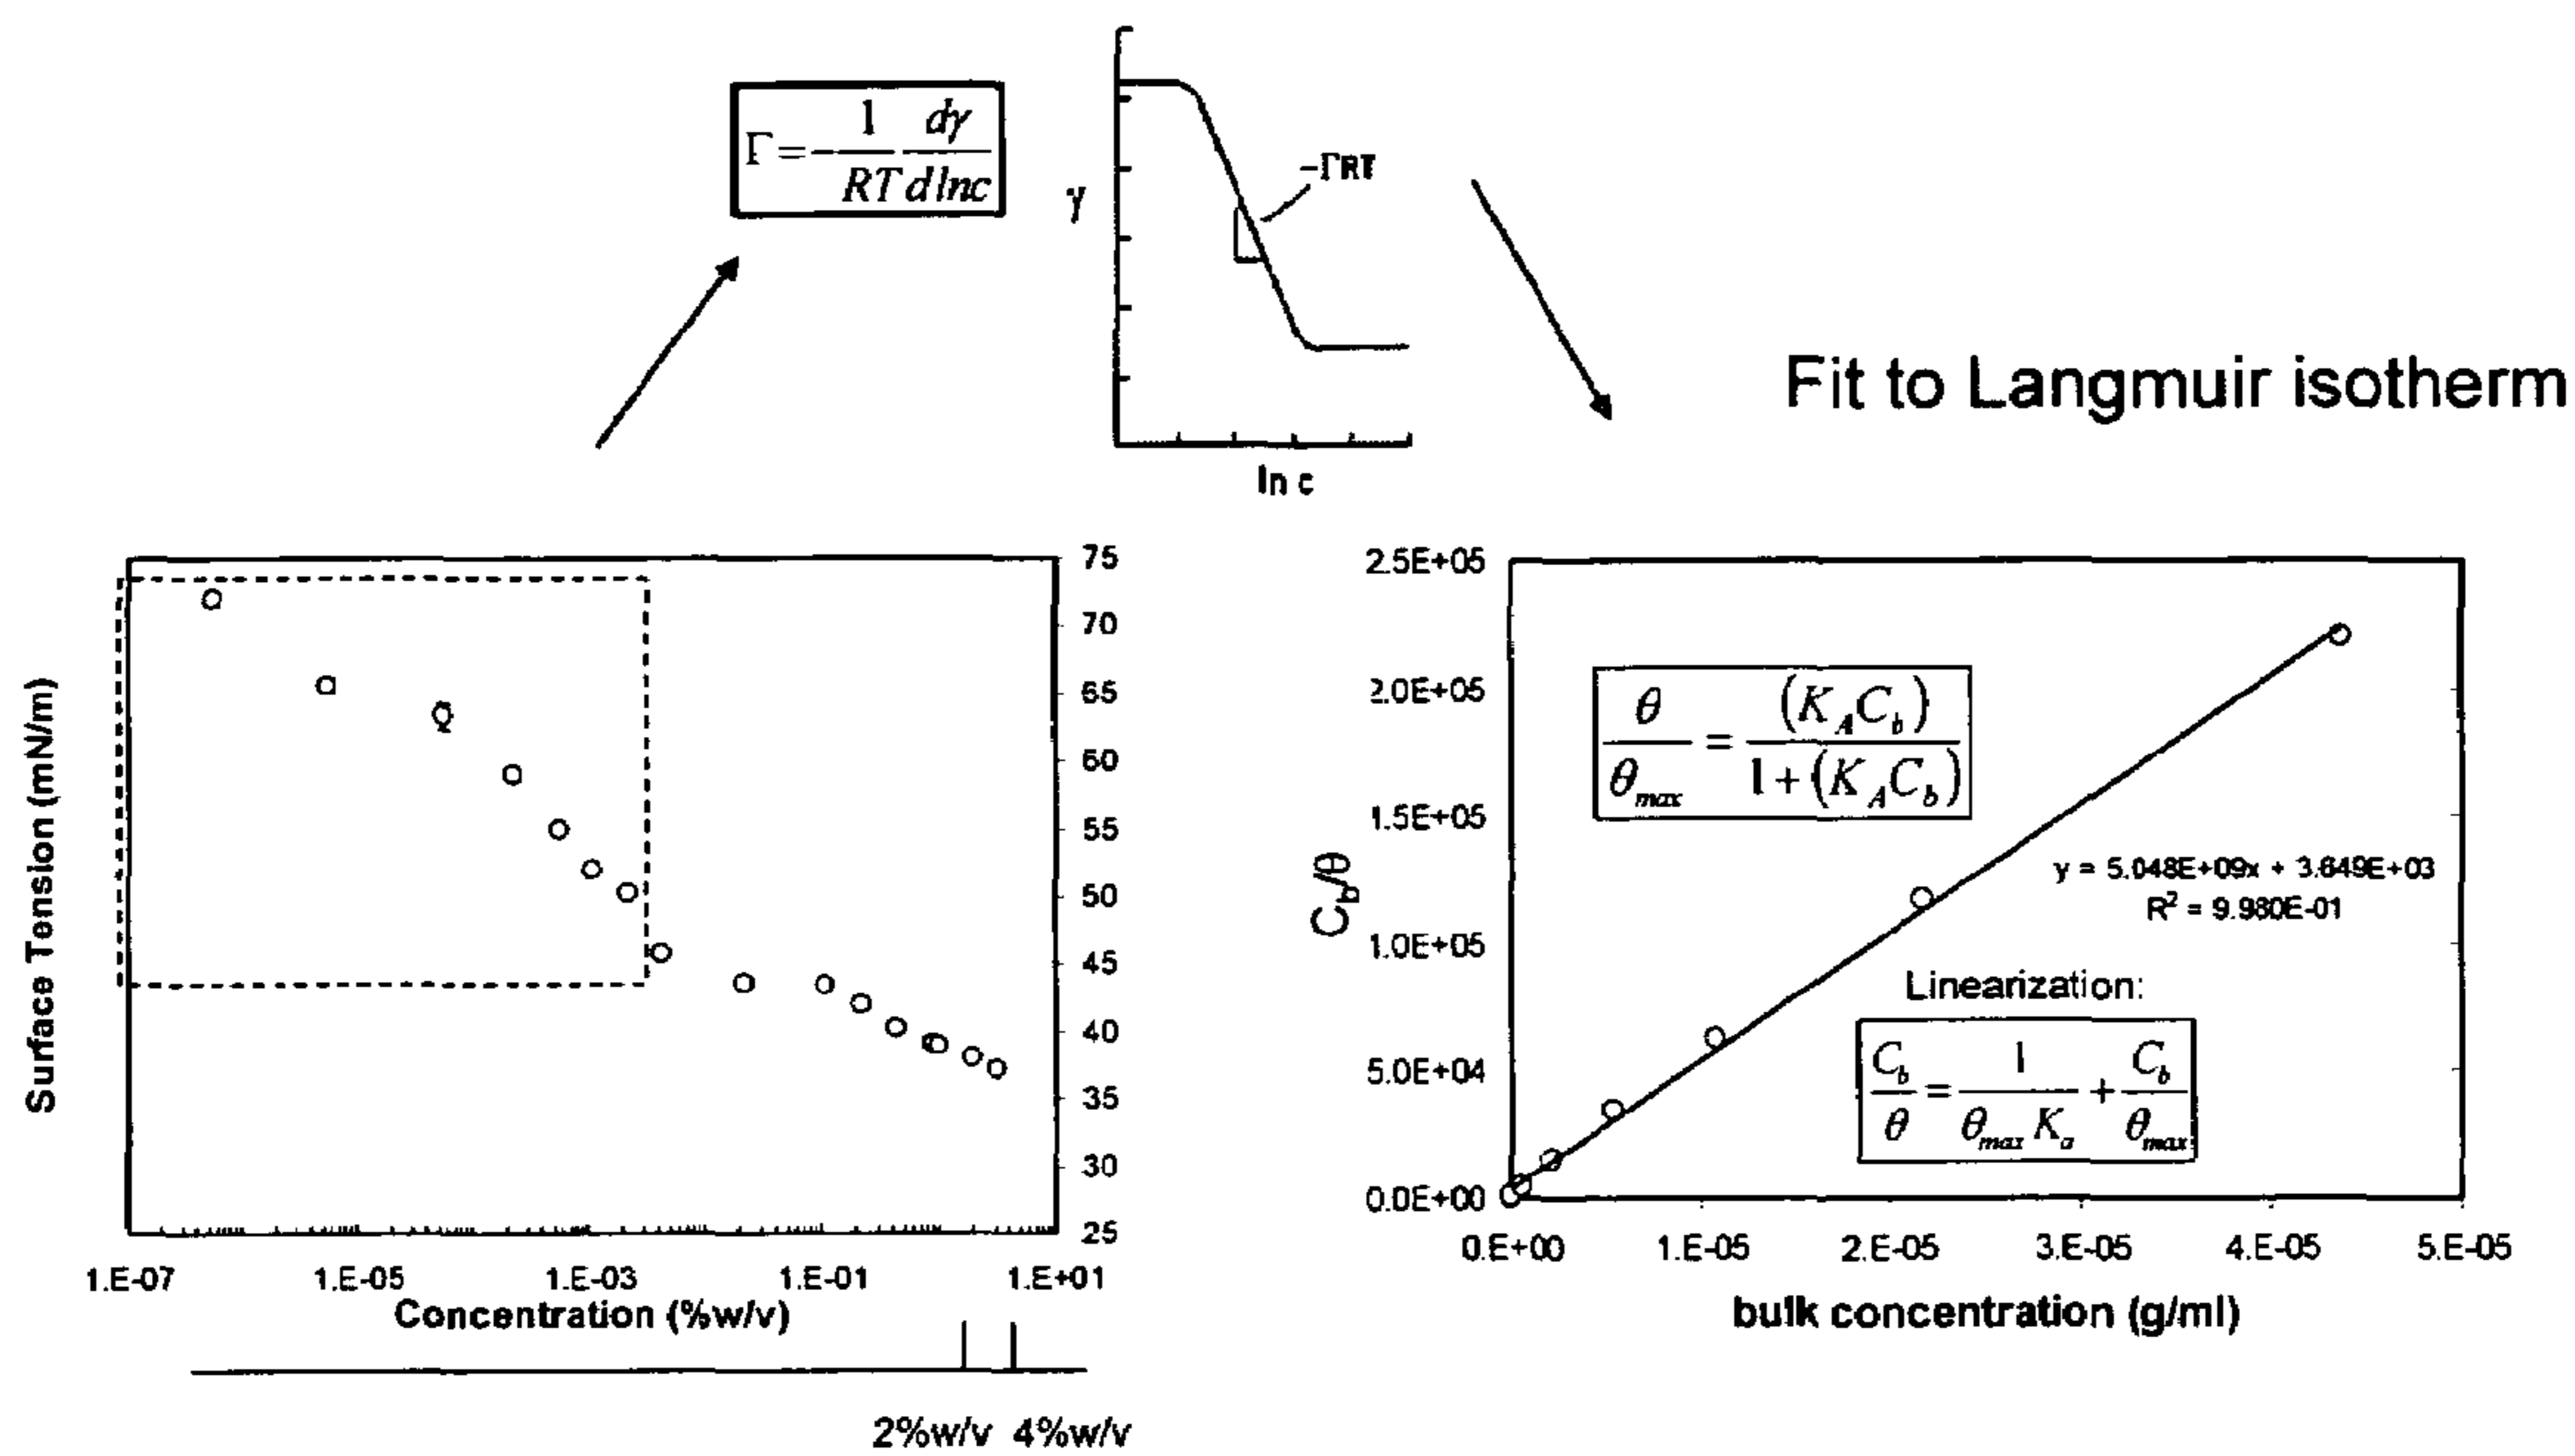 Γ = - 1/RT dγ/dlnc
γ
-ΓRT
ln c
Fit to Langmuir isotherm
Surface Tension (mN/m)
75
70
65
60
55
50
45
40
35
30
25
1.E-07 1.E-05 1.E-03 1.E-01 1.E+01
Concentration (%w/v)
2%w/v 4%w/v
C_b/θ
2.5E+05
2.0E+05
1.5E+05
1.0E+05
5.0E+04
0.0E+00
θ/θ_max = (K_A C_b) / 1 + (K_A C_b)
y = 5.048E+09x + 3.649E+03
R² = 9.980E-01
Linearization:
C_b/θ = 1/θ_max K_a + C_b/θ_max
0.E+00 1.E-05 2.E-05 3.E-05 4.E-05 5.E-05
bulk concentration (g/ml)